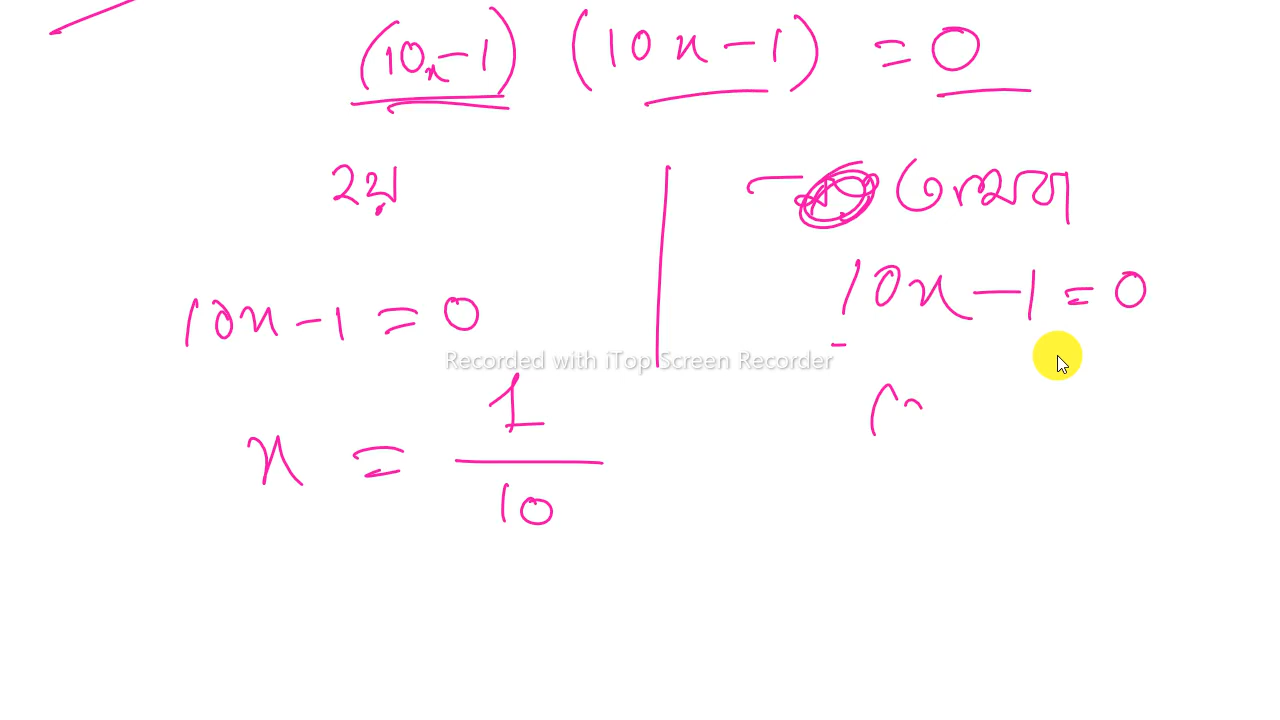 (10x-1) (10x-1) = 0
হয়
অথবা
10x-1 = 0
10x-1 = 0
Recorded with iTop Screen Recorder
x = 1/10